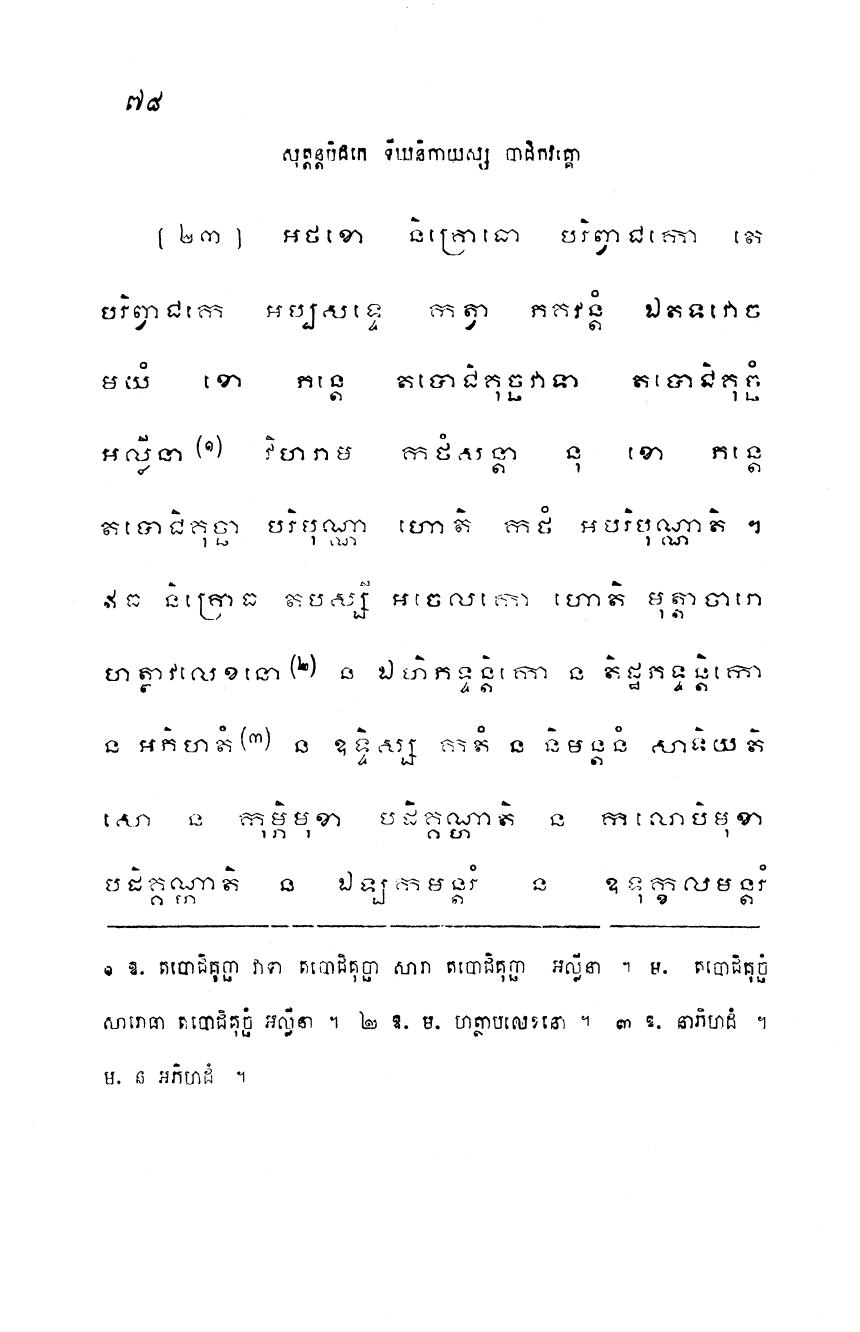 ៧៨
សុត្តន្តបិដកេ ទីឃនិកាយស្ស បាដិកវគ្គោ
[២៣] អថខោ និគ្រោធោ បរិព្វាជកោ តេ
បរិព្វាជកេ អប្បសទ្ទេ កត្វា ភគវន្តំ ឯតទវោច
មយំ ខោ ភន្តេ តបោជិគុច្ឆវាទា តបោជិគុច្ឆំ
អល្លីនា (១) វិហរាម កថំសន្តា នុ ខោ ភន្តេ
តបោជិគុច្ឆា បរិបុណ្ណា ហោតិ កថំ អបរិបុណ្ណាតិ ។
ឥធ និគ្រោធ តបស្សី អចេលកោ ហោតិ មុត្តាចារោ
ហត្ថាវលេខនោ (២) ន ឯហិភទ្ទន្តិកោ ន តិដ្ឋភទ្ទន្តិកោ
ន អភិហតំ (៣) ន ឧទ្ទិស្ស កតំ ន និមន្តនំ សាទិយតិ
សោ ន កុម្ភិមុខា បដិគ្គណ្ហាតិ ន កលោបិមុខា
បដិគ្គណ្ហាតិ ន ឯឡកមន្តរំ ន ឧទុក្ខលមន្តរំ
១ ឱ. តបោជិគុច្ឆា វាទា តបោជិគុច្ឆា សារា តបោជិគុច្ឆា អល្លីនា ។ ម. តបោជិគុច្ឆំ
សារោធា តបោជិគុច្ឆំ អល្លីនា ។ ២ ឱ. ម. ហត្ថាបលេខនោ ។ ៣ ឱ. នាភិហដំ ។
ម. ន អភិហដំ ។